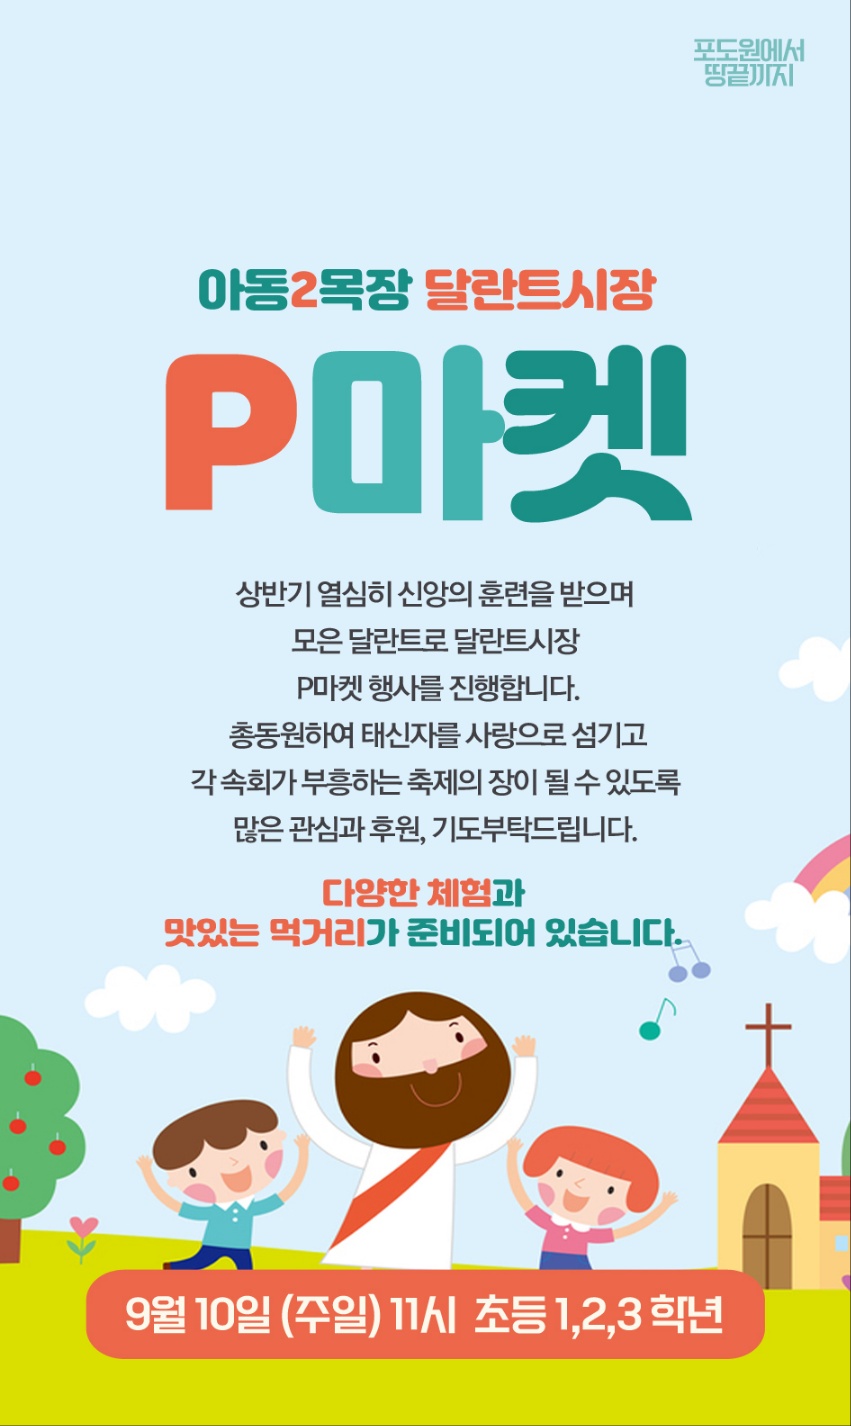 포도원에서
땅끝까지
아동2목장 달란트시장
P마켓
상반기 열심히 신앙의 훈련을 받으며
모은 달란트로 달란트시장
P마켓 행사를 진행합니다.
총동원하여 태신자를 사랑으로 섬기고
각 속회가 부흥하는 축제의 장이 될 수 있도록
많은 관심과 후원, 기도부탁드립니다.
다양한 체험과
맛있는 먹거리가 준비되어 있습니다.
9월 10일 (주일) 11시 초등 1,2,3 학년